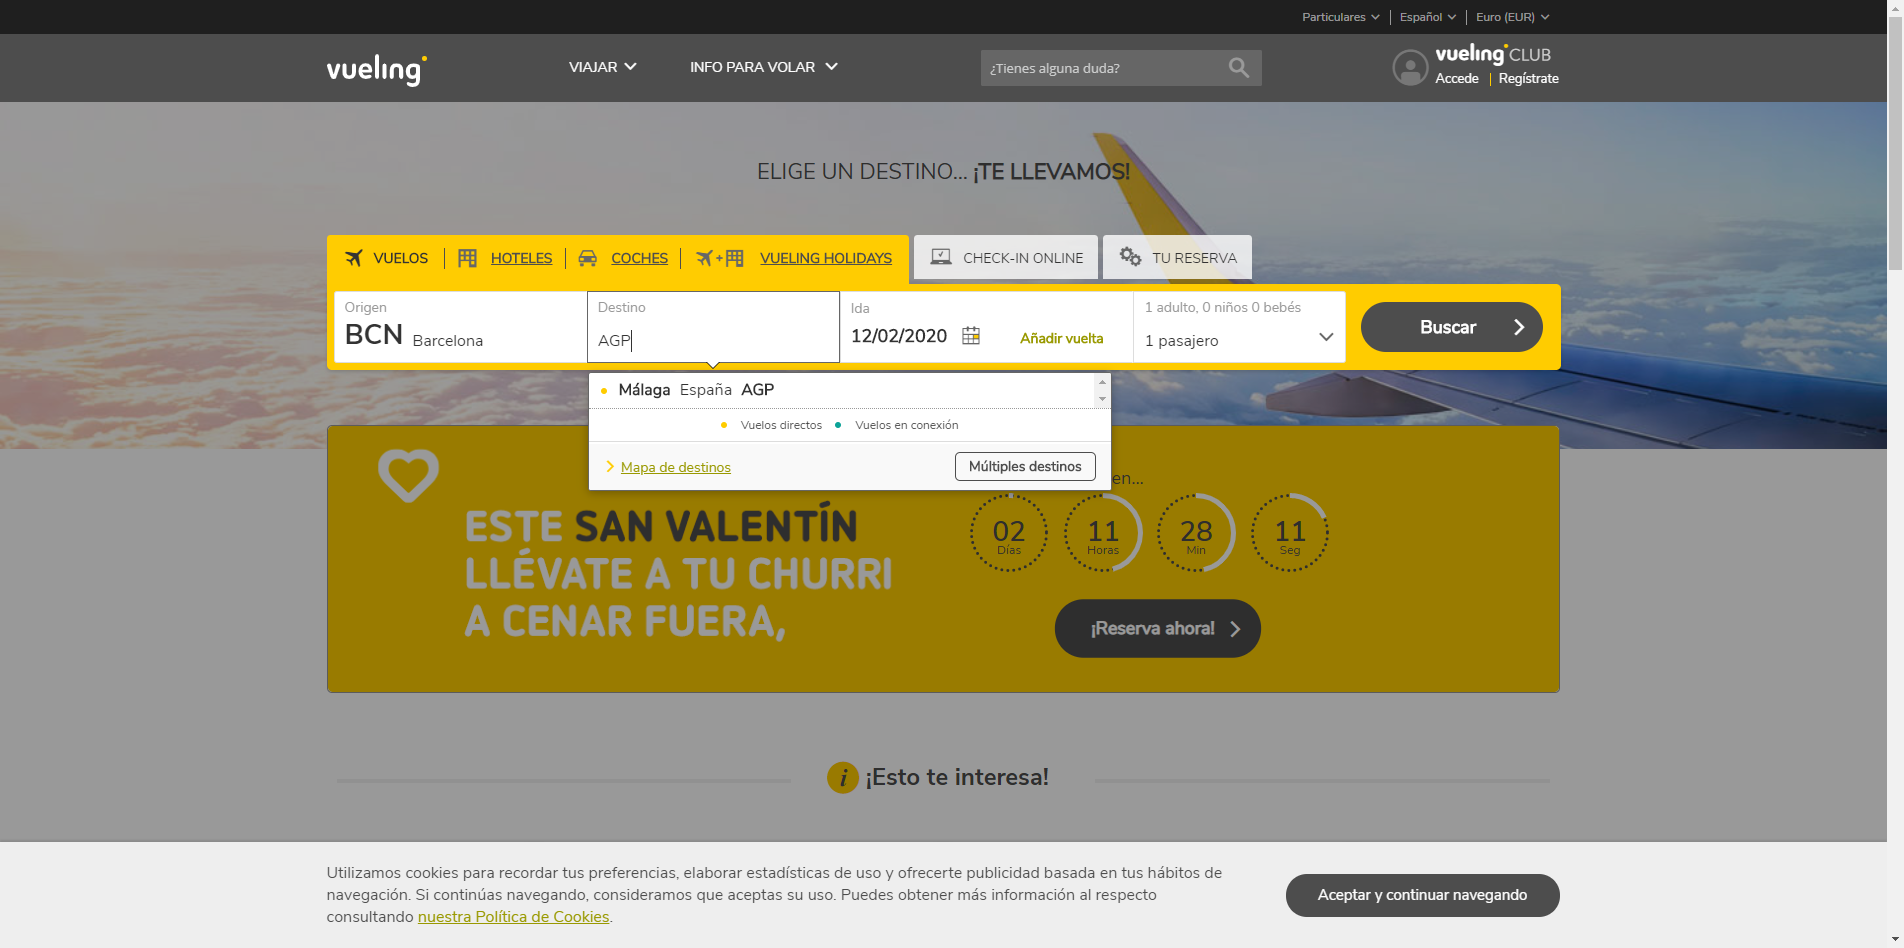 Particulares Español Euro (EUR)
vueling VIAJAR INFO PARA VOLAR ¿Tienes alguna duda? vueling CLUB
Accede Regístrate
ELIGE UN DESTINO... ¡TE LLEVAMOS!
VUELOS HOTELES COCHES + VUELING HOLIDAYS CHECK-IN ONLINE TU RESERVA
Origen Destino Ida 1 adulto, 0 niños 0 bebés
BCN Barcelona AGP 12/02/2020 Añadir vuelta 1 pasajero Buscar
Málaga España AGP
Vuelos directos Vuelos en conexión
Mapa de destinos Múltiples destinos
en...
ESTE SAN VALENTÍN
LLÉVATE A TU CHURRI
A CENAR FUERA,
02 11 28 11
Días Horas Min Seg
¡Reserva ahora!
i ¡Esto te interesa!
Utilizamos cookies para recordar tus preferencias, elaborar estadísticas de uso y ofrecerte publicidad basada en tus hábitos de
navegación. Si continúas navegando, consideramos que aceptas su uso. Puedes obtener más información al respecto
consultando nuestra Política de Cookies.
Aceptar y continuar navegando